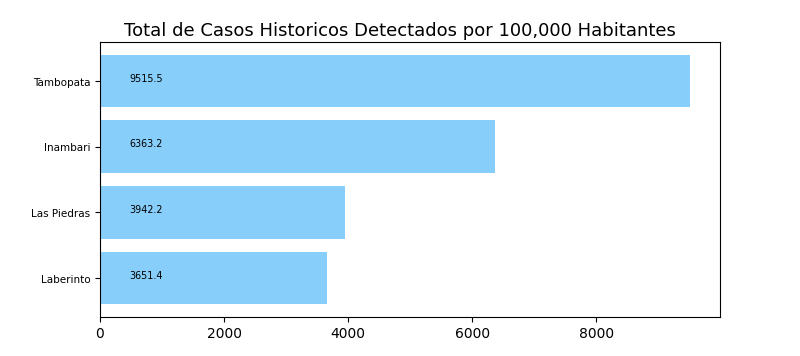 Total de Casos Historicos Detectados por 100,000 Habitantes
Tambopata 9515.5
Inambari 6363.2
Las Piedras 3942.2
Laberinto 3651.4
0 2000 4000 6000 8000